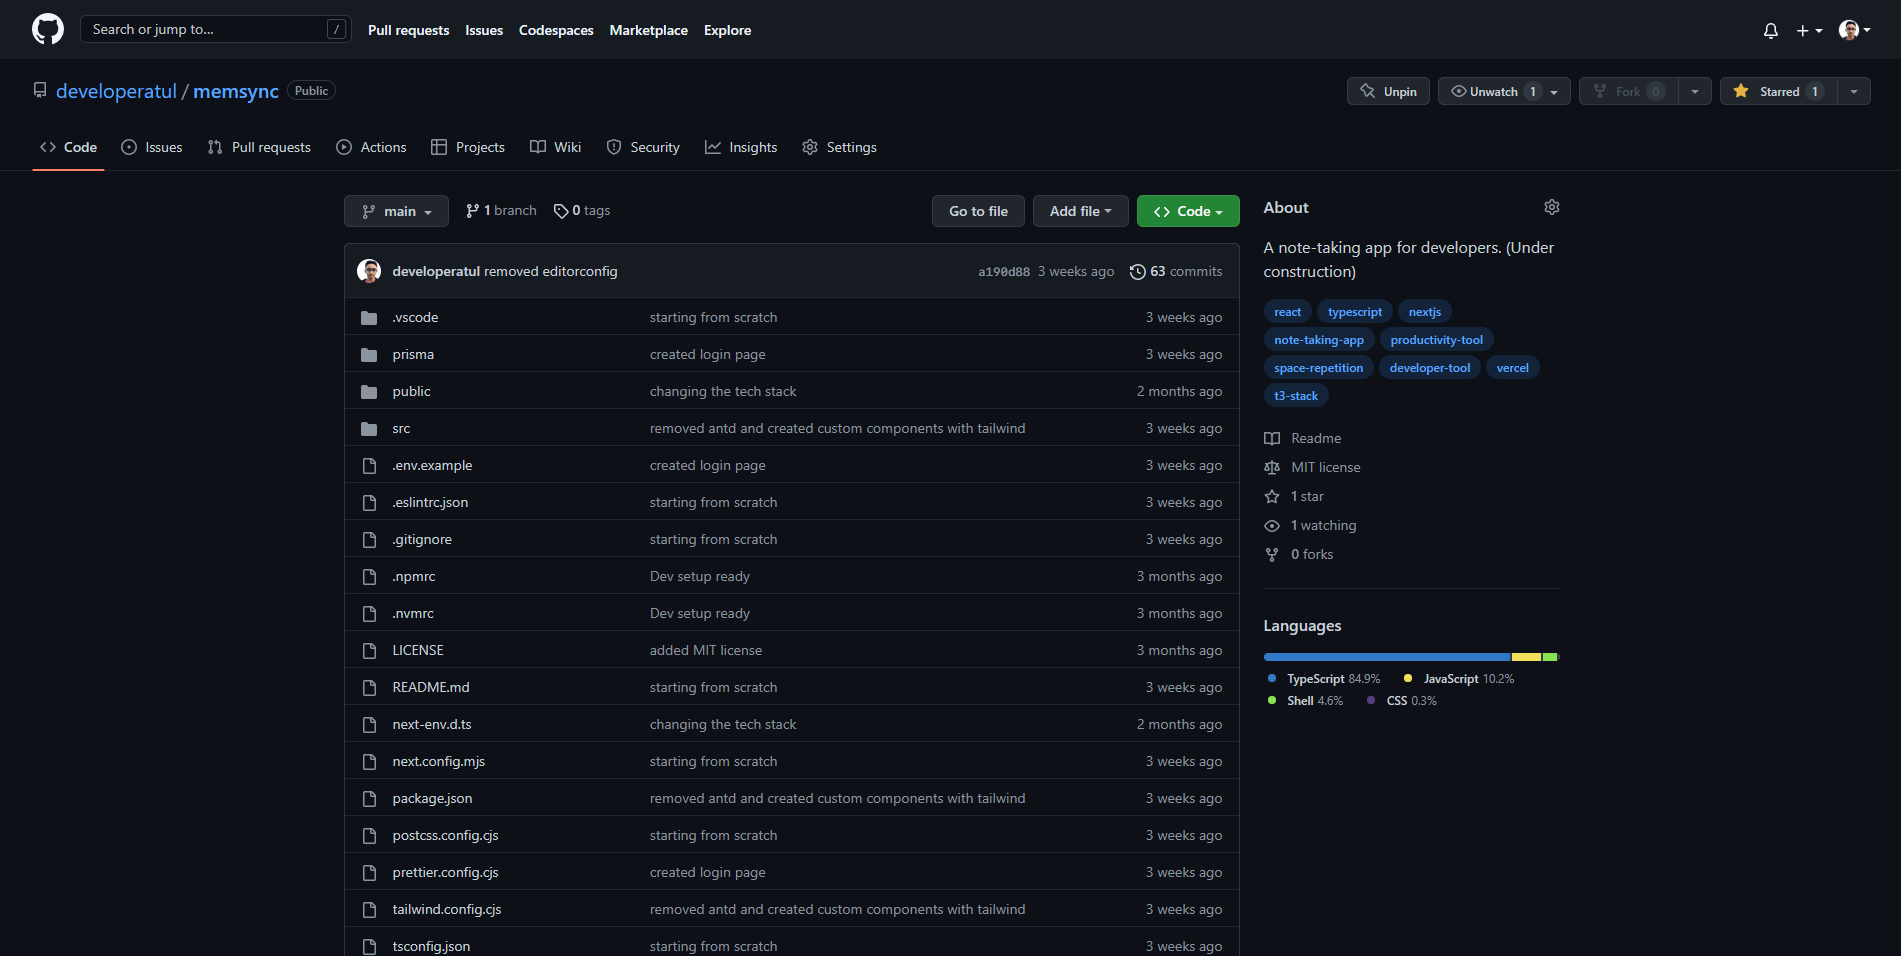 Search or jump to... / Pull requests Issues Codespaces Marketplace Explore
developeratul / memsync Public Unpin Unwatch 1 Fork 0 Starred 1
Code Issues Pull requests Actions Projects Wiki Security Insights Settings
main 1 branch 0 tags Go to file Add file Code
developeratul removed editorconfig a190d88 3 weeks ago 63 commits
.vscode starting from scratch 3 weeks ago
prisma created login page 3 weeks ago
public changing the tech stack 2 months ago
src removed antd and created custom components with tailwind 3 weeks ago
.env.example created login page 3 weeks ago
.eslintrc.json starting from scratch 3 weeks ago
.gitignore starting from scratch 3 weeks ago
.npmrc Dev setup ready 3 months ago
.nvmrc Dev setup ready 3 months ago
LICENSE added MIT license 3 months ago
README.md starting from scratch 3 weeks ago
next-env.d.ts changing the tech stack 2 months ago
next.config.mjs starting from scratch 3 weeks ago
package.json removed antd and created custom components with tailwind 3 weeks ago
postcss.config.cjs starting from scratch 3 weeks ago
prettier.config.cjs created login page 3 weeks ago
tailwind.config.cjs removed antd and created custom components with tailwind 3 weeks ago
tsconfig.json starting from scratch 3 weeks ago
About
A note-taking app for developers. (Under
construction)
react typescript nextjs
note-taking-app productivity-tool
space-repetition developer-tool vercel
t3-stack
Readme
MIT license
1 star
1 watching
0 forks
Languages
TypeScript 84.9% JavaScript 10.2%
Shell 4.6% CSS 0.3%